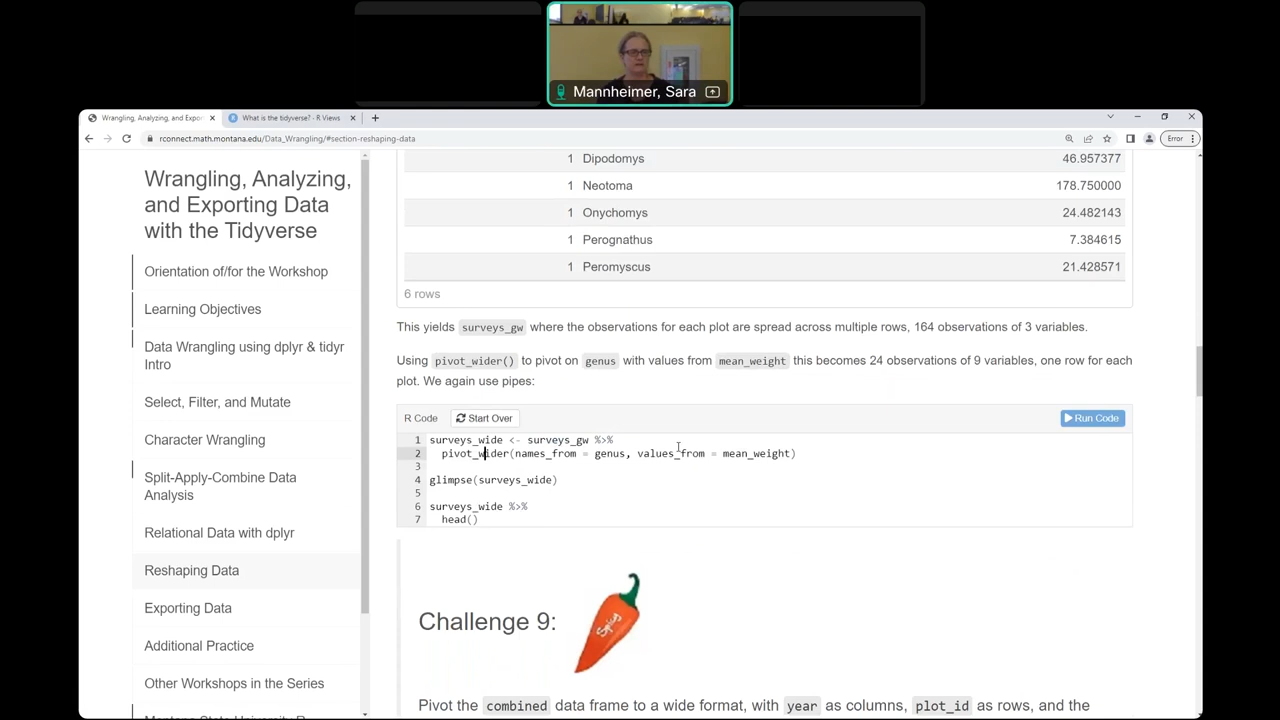 Mannheimer, Sara
Wrangling, Analyzing, and Expor
What is the tidyverse? - R Views
rconnect.math.montana.edu/Data_Wrangling/#section-reshaping-data
Error
Wrangling, Analyzing,
and Exporting Data
with the Tidyverse
Orientation of/for the Workshop
Learning Objectives
Data Wrangling using dplyr & tidyr
Intro
Select, Filter, and Mutate
Character Wrangling
Split-Apply-Combine Data
Analysis
Relational Data with dplyr
Reshaping Data
Exporting Data
Additional Practice
Other Workshops in the Series
Montana State University R
1 Dipodomys 46.957377
1 Neotoma 178.750000
1 Onychomys 24.482143
1 Perognathus 7.384615
1 Peromyscus 21.428571
6 rows
This yields surveys_gw where the observations for each plot are spread across multiple rows, 164 observations of 3 variables.
Using pivot_wider() to pivot on genus with values from mean_weight this becomes 24 observations of 9 variables, one row for each
plot. We again use pipes:
R Code Start Over Run Code
1 surveys_wide <- surveys_gw %>%
2 pivot_wider(names_from = genus, values_from = mean_weight)
3
4 glimpse(surveys_wide)
5
6 surveys_wide %>%
7 head()
Challenge 9:
Spicy
Pivot the combined data frame to a wide format, with year as columns, plot_id as rows, and the